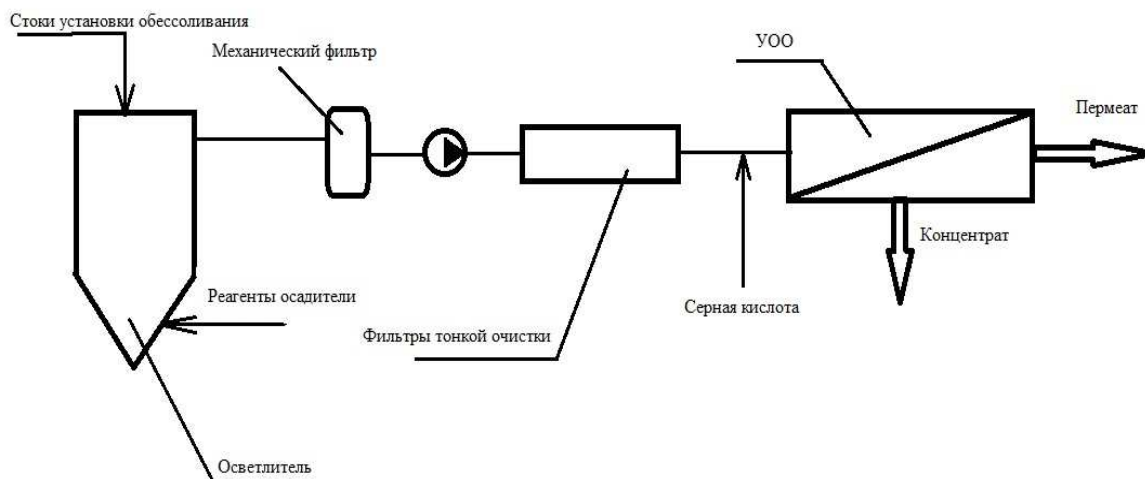 Стоки установки обессоливания
Механический фильтр
УОО
Пермеат
Концентрат
Реагенты осадители
Серная кислота
Фильтры тонкой очистки
Осветлитель